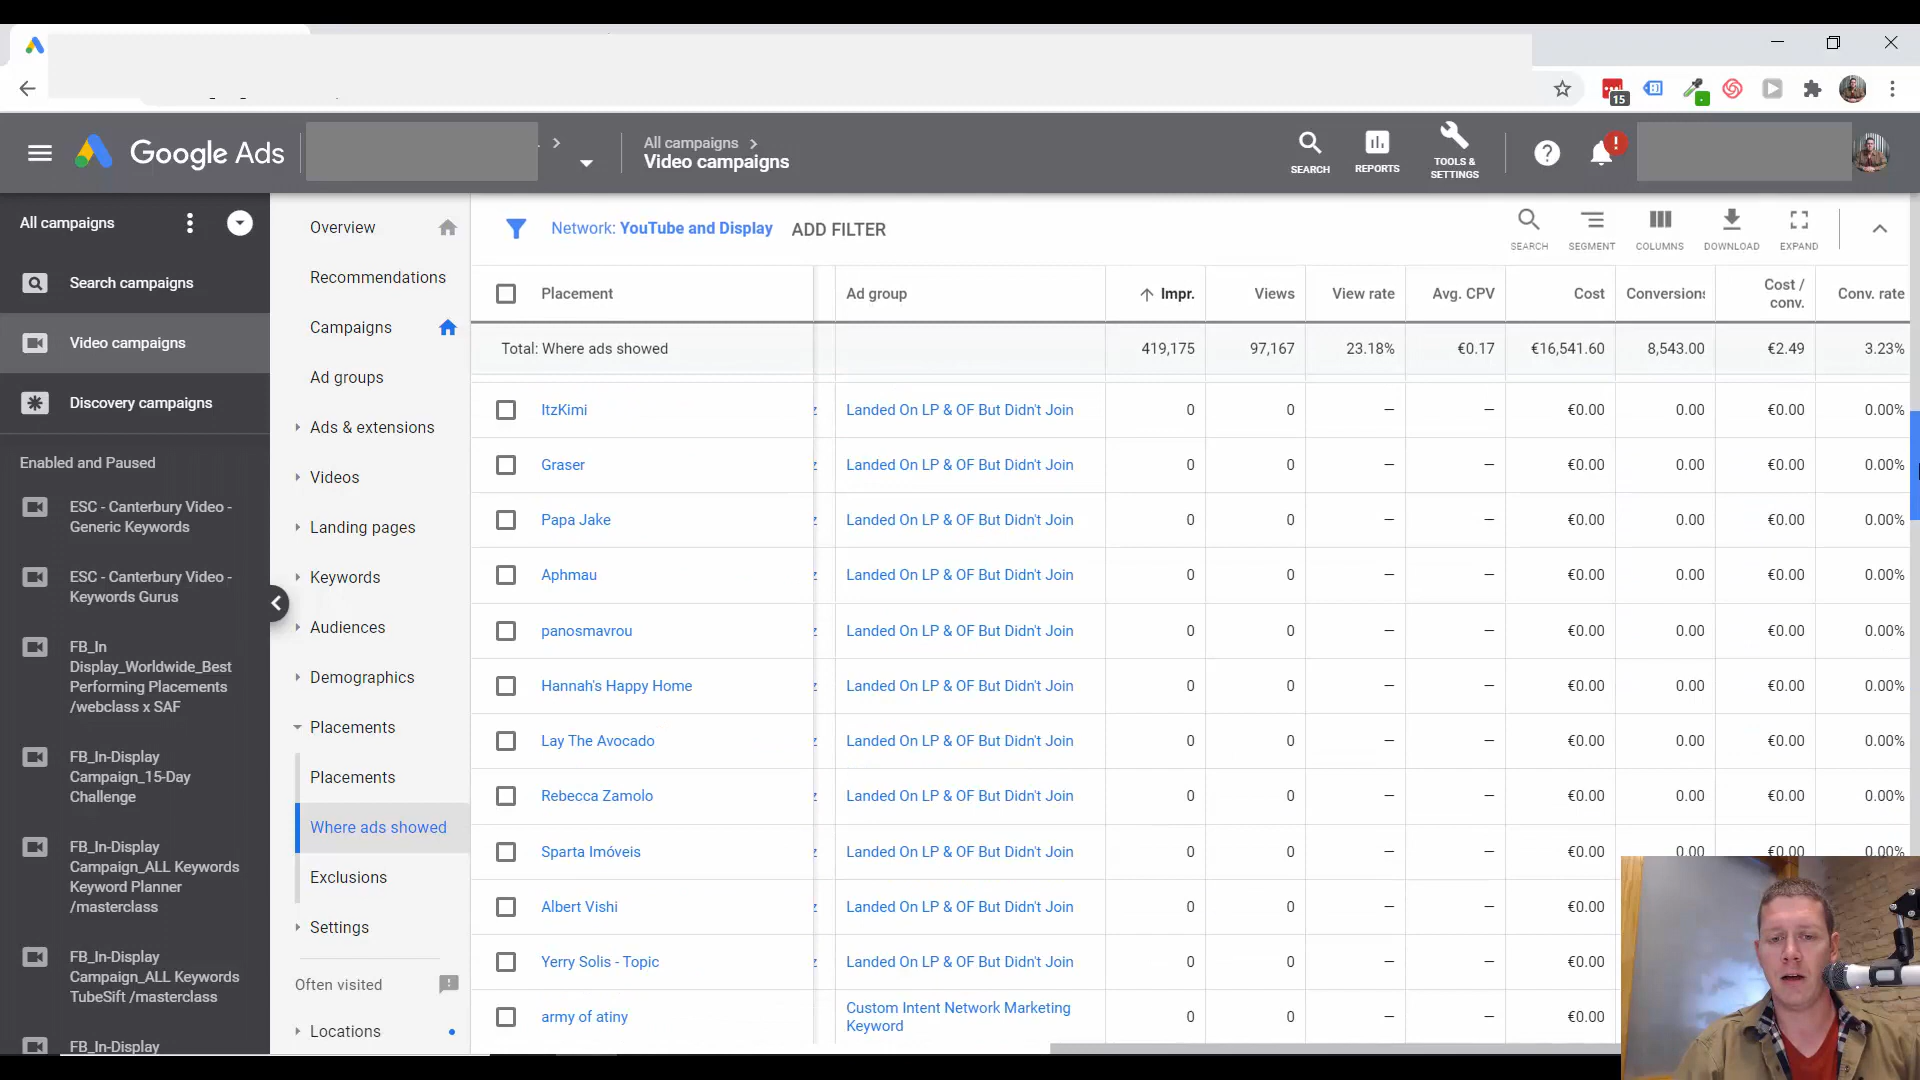 15
Google Ads
All campaigns
Video campaigns
SEARCH
REPORTS
TOOLS &
SETTINGS
!
All campaigns
Search campaigns
Video campaigns
Discovery campaigns
Enabled and Paused
ESC - Canterbury Video -
Generic Keywords
ESC - Canterbury Video -
Keywords Gurus
FB_In
Display_Worldwide_Best
Performing Placements
/webclass x SAF
FB_In-Display
Campaign_15-Day
Challenge
FB_In-Display
Campaign_ALL Keywords
Keyword Planner
/masterclass
FB_In-Display
Campaign_ALL Keywords
TubeSift /masterclass
FB_In-Display
Overview
Recommendations
Campaigns
Ad groups
Ads & extensions
Videos
Landing pages
Keywords
Audiences
Demographics
Placements
Placements
Where ads showed
Exclusions
Settings
Often visited
Locations
Network: YouTube and Display ADD FILTER
SEARCH
SEGMENT
COLUMNS
DOWNLOAD
EXPAND
Placement Ad group Impr. Views View rate Avg. CPV Cost Conversions Cost / conv. Conv. rate
Total: Where ads showed 419,175 97,167 23.18% €0.17 €16,541.60 8,543.00 €2.49 3.23%
ItzKimi z Landed On LP & OF But Didn't Join 0 0 – – €0.00 0.00 €0.00 0.00%
Graser z Landed On LP & OF But Didn't Join 0 0 – – €0.00 0.00 €0.00 0.00%
Papa Jake z Landed On LP & OF But Didn't Join 0 0 – – €0.00 0.00 €0.00 0.00%
Aphmau z Landed On LP & OF But Didn't Join 0 0 – – €0.00 0.00 €0.00 0.00%
panosmavrou z Landed On LP & OF But Didn't Join 0 0 – – €0.00 0.00 €0.00 0.00%
Hannah's Happy Home z Landed On LP & OF But Didn't Join 0 0 – – €0.00 0.00 €0.00 0.00%
Lay The Avocado z Landed On LP & OF But Didn't Join 0 0 – – €0.00 0.00 €0.00 0.00%
Rebecca Zamolo z Landed On LP & OF But Didn't Join 0 0 – – €0.00 0.00 €0.00 0.00%
Sparta Imóveis z Landed On LP & OF But Didn't Join 0 0 – – €0.00 0.00 €0.00 0.00%
Albert Vishi z Landed On LP & OF But Didn't Join 0 0 – – €0.00
Yerry Solis - Topic z Landed On LP & OF But Didn't Join 0 0 – – €0.00
army of atiny Custom Intent Network Marketing 0 0 – – €0.00
Keyword